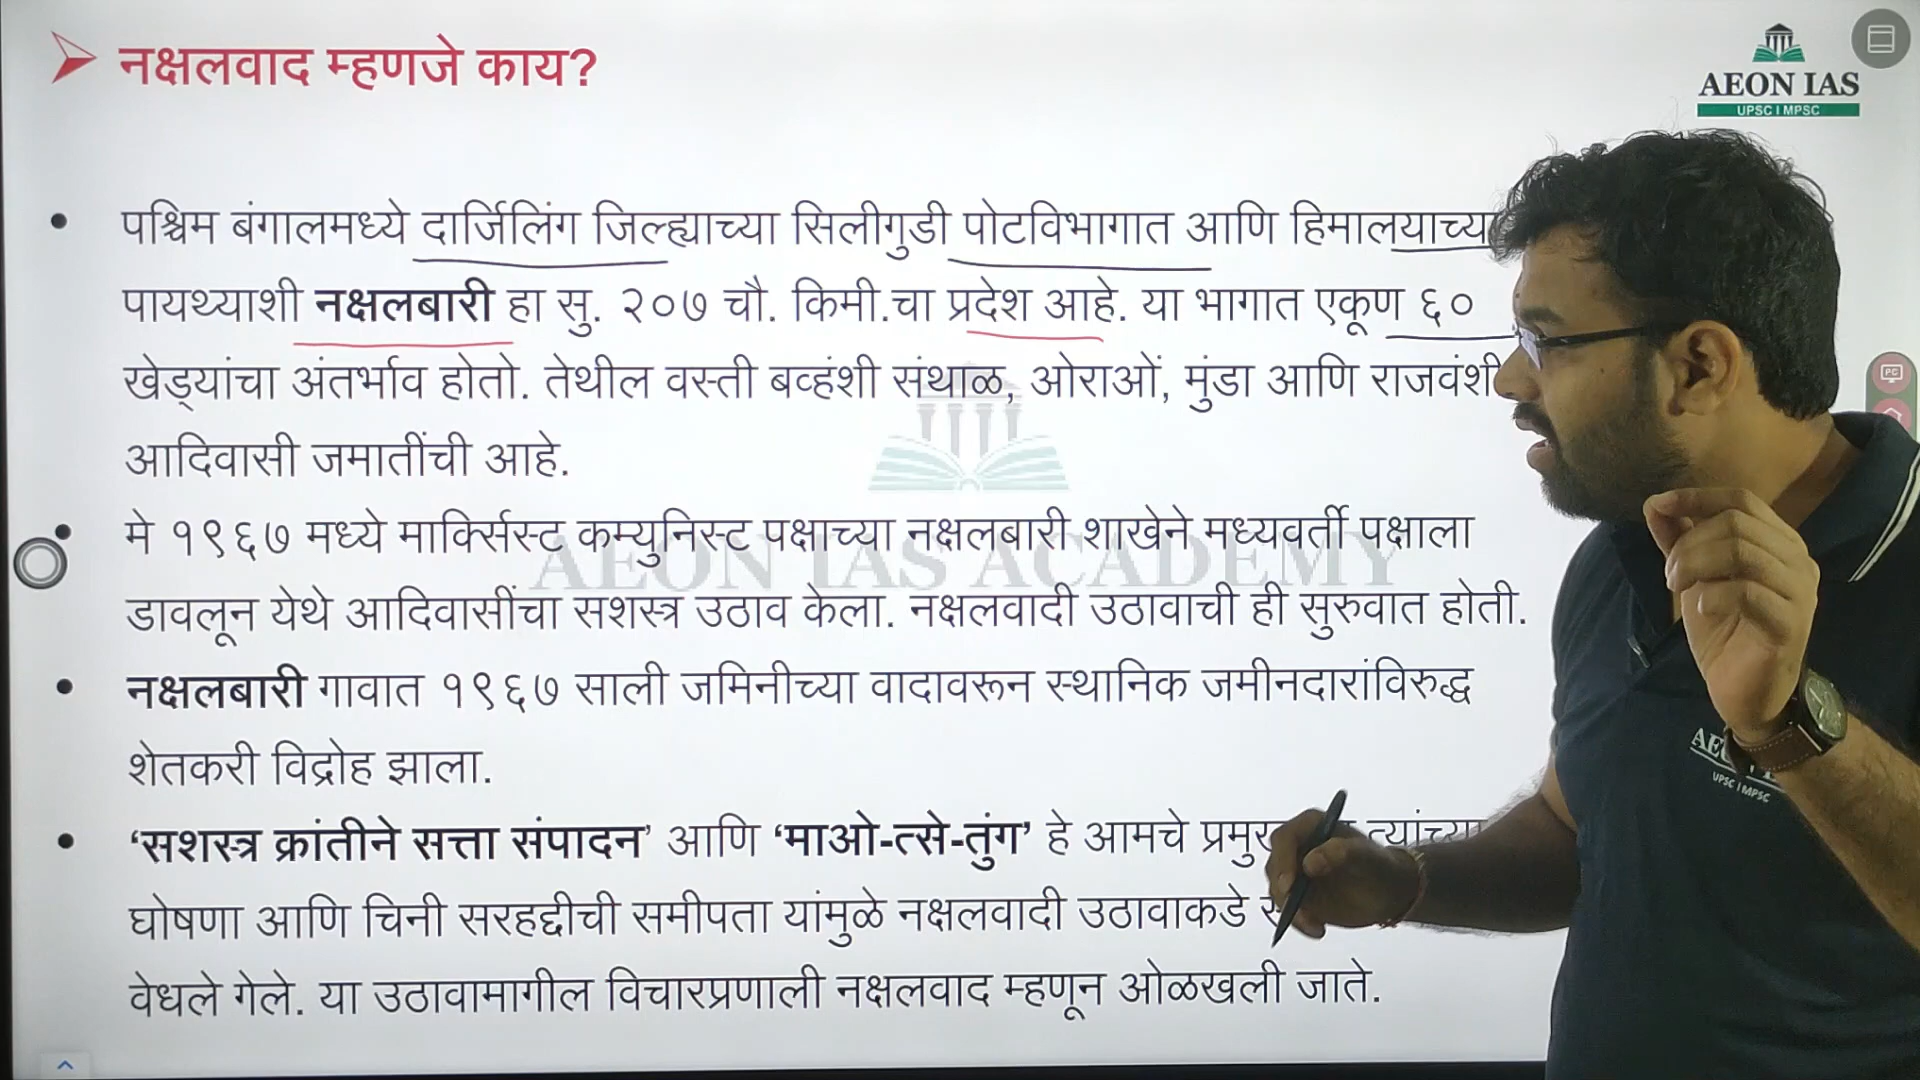 नक्षलवाद म्हणजे काय?
AEON IAS
UPSC | MPSC
पश्चिम बंगालमध्ये दार्जिलिंग जिल्ह्याच्या सिलीगुडी पोटविभागात आणि हिमालयाच्या
पायथ्याशी नक्षलबारी हा सु. २०७ चौ. किमी.चा प्रदेश आहे. या भागात एकूण ६०
खेड्यांचा अंतर्भाव होतो. तेथील वस्ती बव्हंशी संथाळ, ओराओं, मुंडा आणि राजवंशी
आदिवासी जमातींची आहे.
मे १९६७ मध्ये मार्क्सिस्ट कम्युनिस्ट पक्षाच्या नक्षलबारी शाखेने मध्यवर्ती पक्षाला
डावलून येथे आदिवासींचा सशस्त्र उठाव केला. नक्षलवादी उठावाची ही सुरुवात होती.
नक्षलबारी गावात १९६७ साली जमिनीच्या वादावरून स्थानिक जमीनदारांविरुद्ध
शेतकरी विद्रोह झाला.
‘सशस्त्र क्रांतीने सत्ता संपादन’ आणि ‘माओ-त्से-तुंग’ हे आमचे त्यांच्या
घोषणा आणि चिनी सरहद्दीची समीपता यांमुळे नक्षलवादी उठावाकडे
वेधले गेले. या उठावामागील विचारप्रणाली नक्षलवाद म्हणून ओळखली जाते.
AEON IAS ACADEMY
PC
UPSC | MPSC